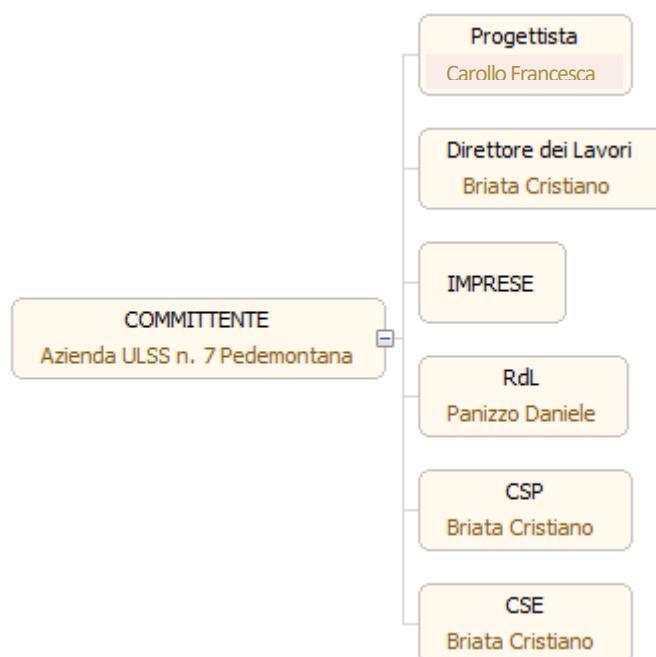 Progettista
Carollo Francesca
Direttore dei Lavori
Briata Cristiano
IMPRESE
COMMITTENTE
Azienda ULSS n. 7 Pedemontana
RdL
Panizzo Daniele
CSP
Briata Cristiano
CSE
Briata Cristiano